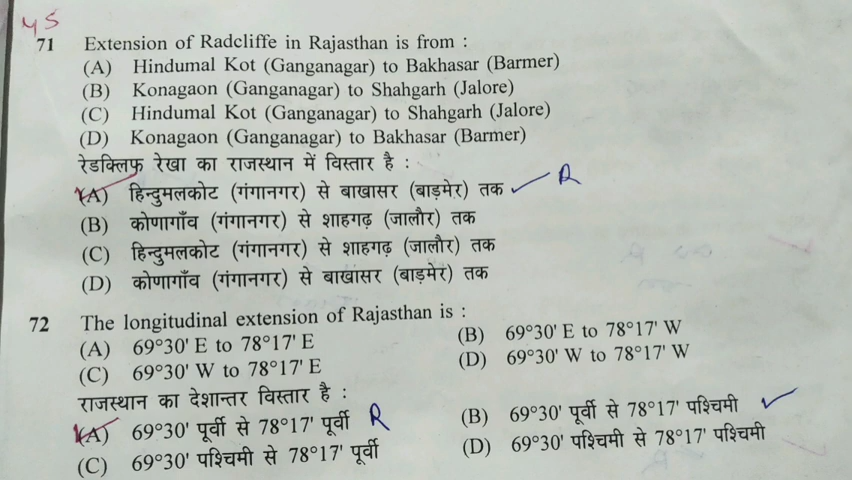 45
71 Extension of Radcliffe in Rajasthan is from :
(A) Hindumal Kot (Ganganagar) to Bakhasar (Barmer)
(B) Konagaon (Ganganagar) to Shahgarh (Jalore)
(C) Hindumal Kot (Ganganagar) to Shahgarh (Jalore)
(D) Konagaon (Ganganagar) to Bakhasar (Barmer)
रेडक्लिफ़ रेखा का राजस्थान में विस्तार है :
(A) हिन्दुमलकोट (गंगानगर) से बाखासर (बाड़मेर) तक R
(B) कोणागाँव (गंगानगर) से शाहगढ़ (जालौर) तक
(C) हिन्दुमलकोट (गंगानगर) से शाहगढ़ (जालौर) तक
(D) कोणागाँव (गंगानगर) से बाखासर (बाड़मेर) तक
72 The longitudinal extension of Rajasthan is :
(A) 69°30' E to 78°17' E (B) 69°30' E to 78°17' W
(C) 69°30' W to 78°17' E (D) 69°30' W to 78°17' W
राजस्थान का देशान्तर विस्तार है :
(A) 69°30' पूर्वी से 78°17' पूर्वी R (B) 69°30' पूर्वी से 78°17' पश्चिमी
(C) 69°30' पश्चिमी से 78°17' पूर्वी (D) 69°30' पश्चिमी से 78°17' पश्चिमी